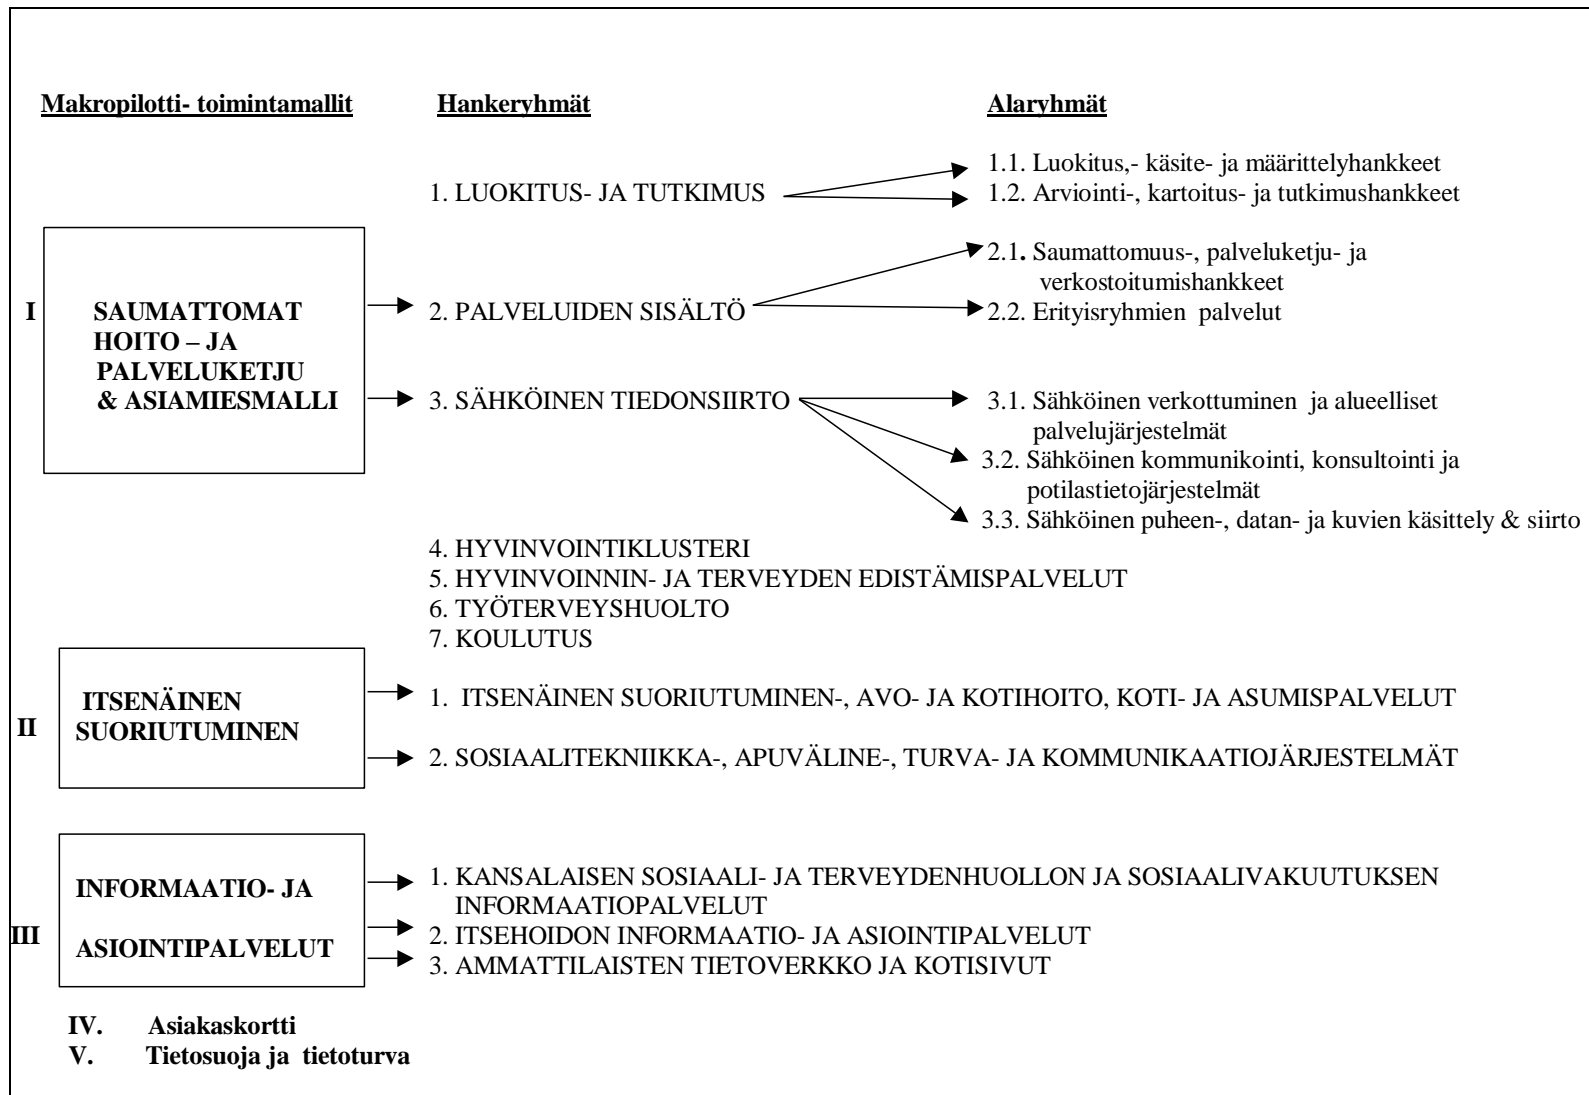 Makropilotti- toimintamallit
Hankeryhmät
Alaryhmät
1. LUOKITUS- JA TUTKIMUS
1.1. Luokitus,- käsite- ja määrittelyhankkeet
1.2. Arviointi-, kartoitus- ja tutkimushankkeet
I
SAUMATTOMAT
HOITO – JA
PALVELUKETJU
& ASIAMIESMALLI
2. PALVELUIDEN SISÄLTÖ
2.1. Saumattomuus-, palveluketju- ja
verkostoitumishankkeet
2.2. Erityisryhmien palvelut
3. SÄHKÖINEN TIEDONSIIRTO
3.1. Sähköinen verkottuminen ja alueelliset
palvelujärjestelmät
3.2. Sähköinen kommunikointi, konsultointi ja
potilastietojärjestelmät
3.3. Sähköinen puheen-, datan- ja kuvien käsittely & siirto
4. HYVINVOINTIKLUSTERI
5. HYVINVOINNIN- JA TERVEYDEN EDISTÄMISPALVELUT
6. TYÖTERVEYSHUOLTO
7. KOULUTUS
II
ITSENÄINEN
SUORIUTUMINEN
1. ITSENÄINEN SUORIUTUMINEN-, AVO- JA KOTIHOITO, KOTI- JA ASUMISPALVELUT
2. SOSIAALITEKNIIKKA-, APUVÄLINE-, TURVA- JA KOMMUNIKAATIOJÄRJESTELMÄT
III
INFORMAATIO- JA
ASIOINTIPALVELUT
1. KANSALAISEN SOSIAALI- JA TERVEYDENHUOLLON JA SOSIAALIVAKUUTUKSEN
INFORMAATIOPALVELUT
2. ITSEHOIDON INFORMAATIO- JA ASIOINTIPALVELUT
3. AMMATTILAISTEN TIETOVERKKO JA KOTISIVUT
IV. Asiakaskortti
V. Tietosuoja ja tietoturva